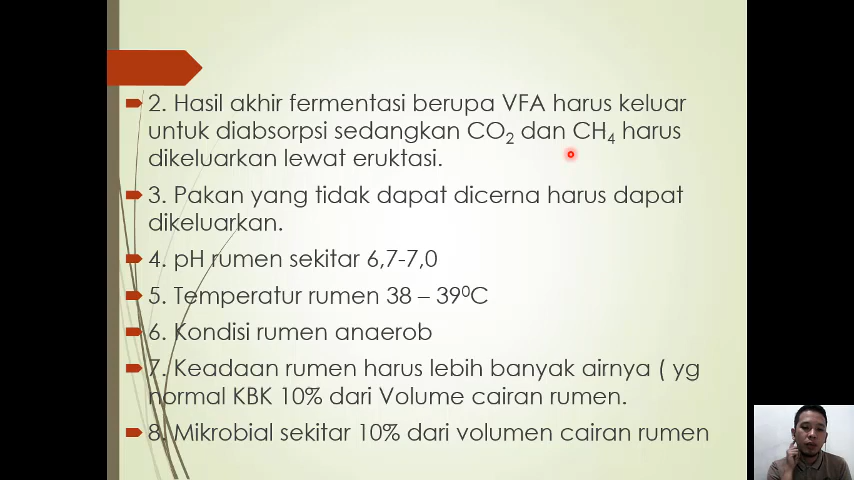 2. Hasil akhir fermentasi berupa VFA harus keluar
untuk diabsorpsi sedangkan CO₂ dan CH₄ harus
dikeluarkan lewat eruktasi.
3. Pakan yang tidak dapat dicerna harus dapat
dikeluarkan.
4. pH rumen sekitar 6,7-7,0
5. Temperatur rumen 38 – 39⁰C
6. Kondisi rumen anaerob
7. Keadaan rumen harus lebih banyak airnya ( yg
normal KBK 10% dari Volume cairan rumen.
8. Mikrobial sekitar 10% dari volumen cairan rumen